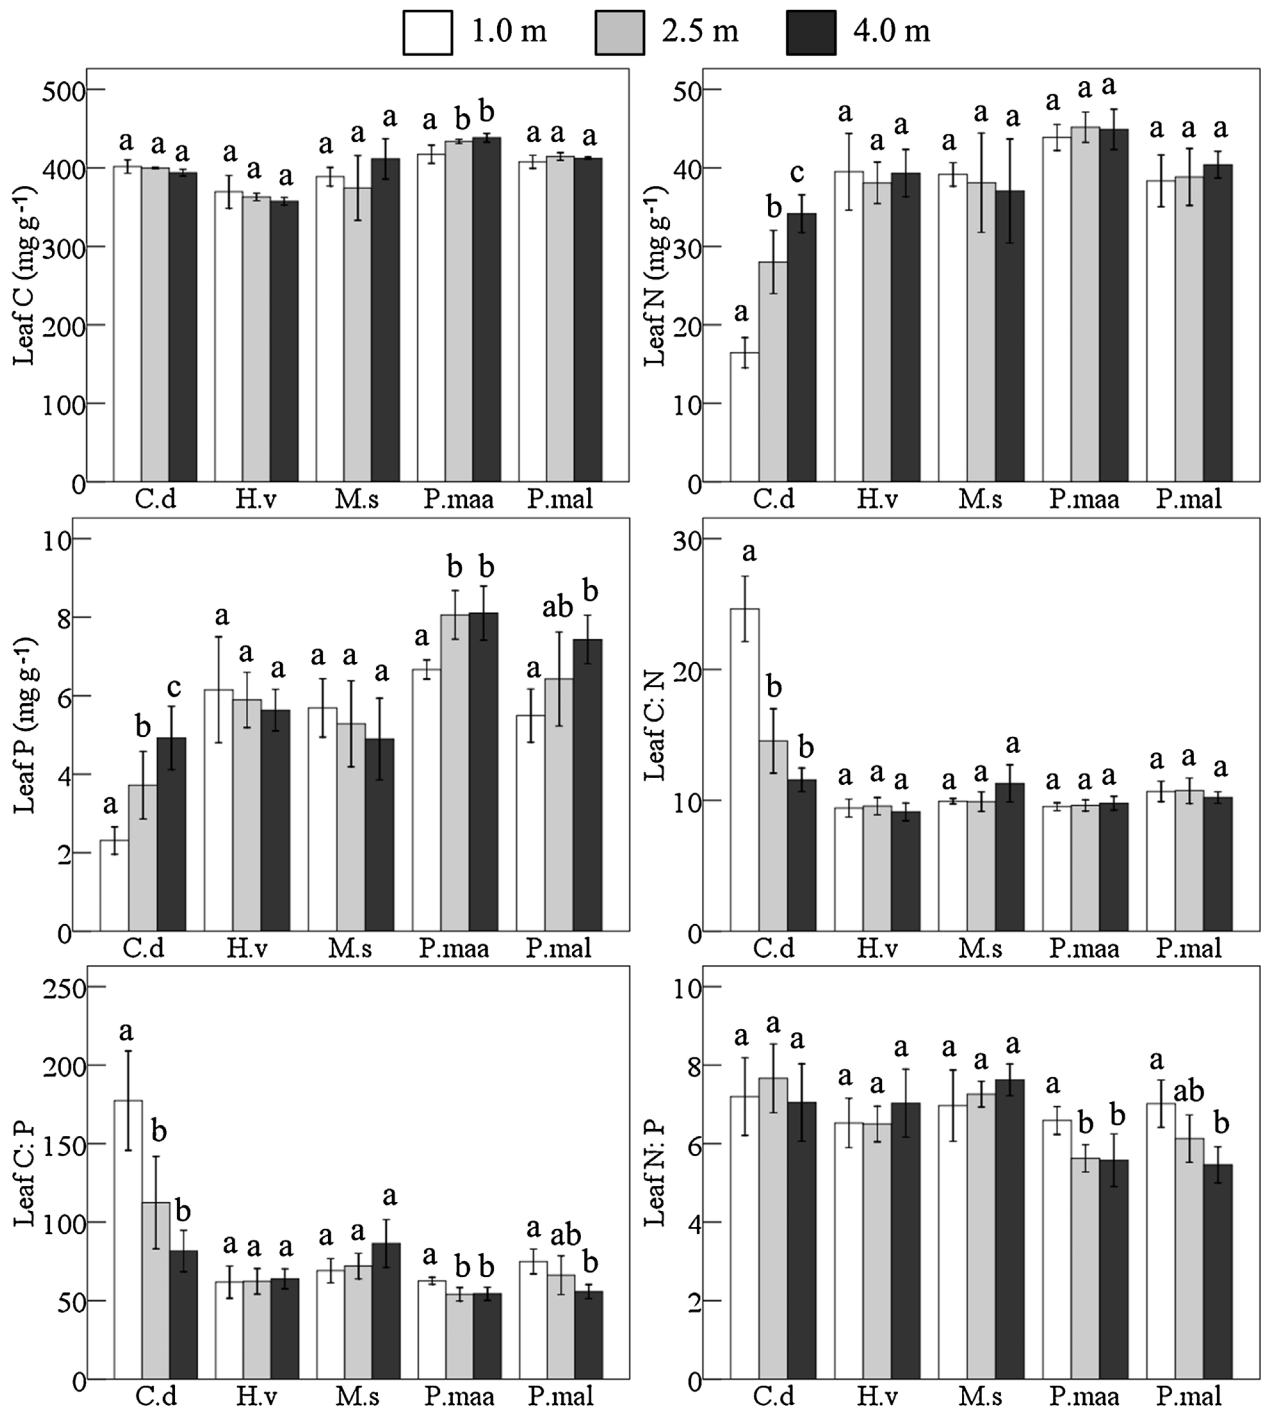 1.0 m 2.5 m 4.0 m
Leaf C (mg g-1)
500
400
300
200
100
0
a a a a a a a a a a b b a a a
C.d H.v M.s P.maa P.mal
Leaf N (mg g-1)
50
40
30
20
10
0
a b c a a a a a a a a a a a a
C.d H.v M.s P.maa P.mal
Leaf P (mg g-1)
10
8
6
4
2
0
a b c a a a a a a a b b a ab b
C.d H.v M.s P.maa P.mal
Leaf C: N
30
20
10
0
a b b a a a a a a a a a a a a
C.d H.v M.s P.maa P.mal
Leaf C: P
250
200
150
100
50
0
a b b a a a a a a a b b a ab b
C.d H.v M.s P.maa P.mal
Leaf N: P
10
8
6
4
2
0
a a a a a a a a a a b b a ab b
C.d H.v M.s P.maa P.mal